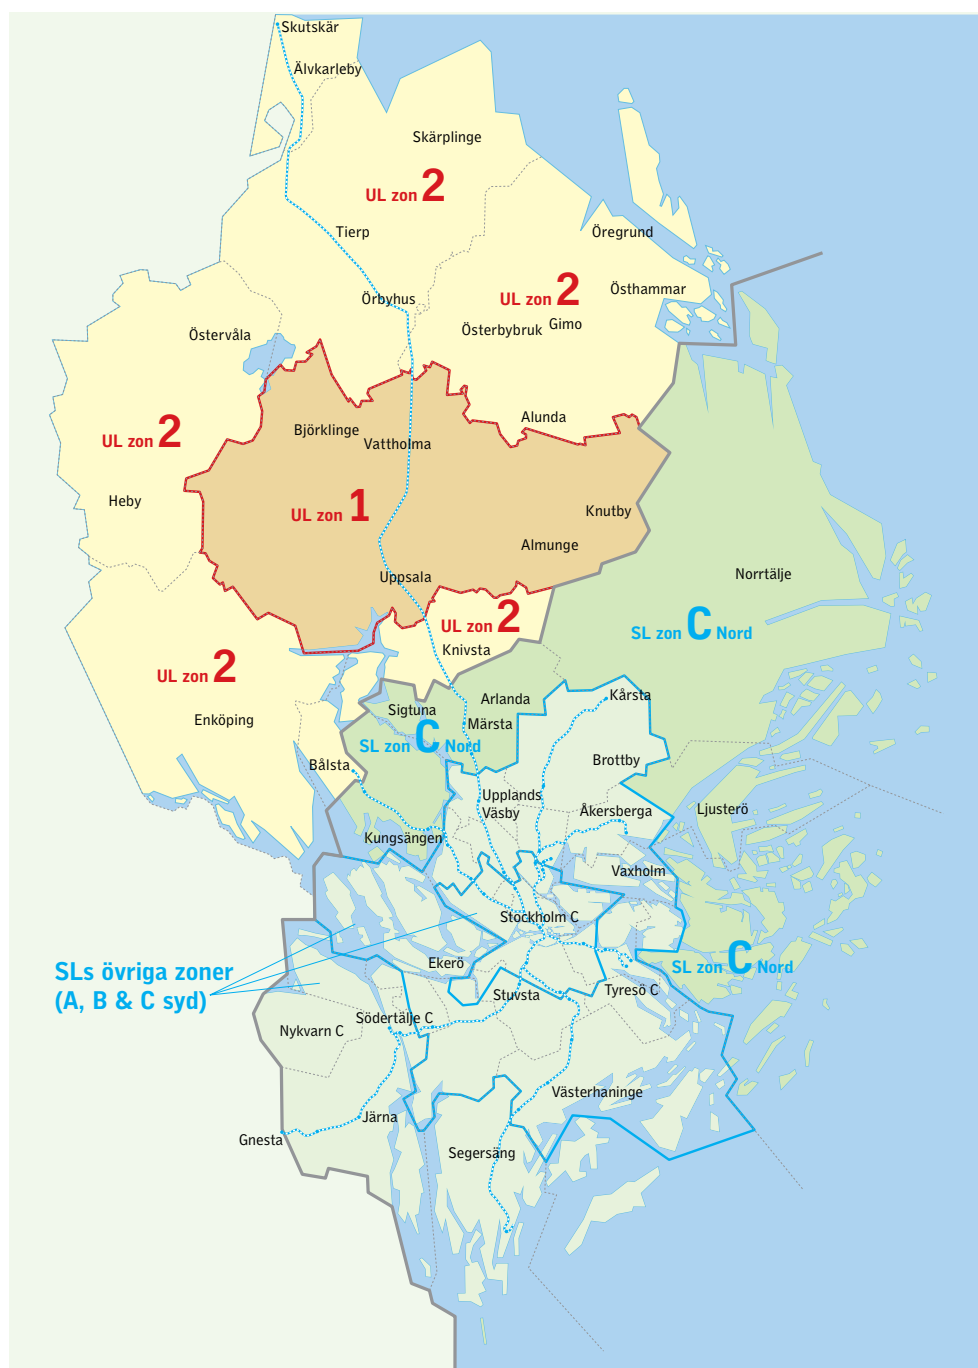 Skutskär
Älvkarleby
Skärplinge
UL zon 2
Tierp
Öregrund
Östhammar
UL zon 2
Örbyhus
Österbybruk
Gimo
Östervåla
Alunda
UL zon 2
Björklinge
Vattholma
Heby
UL zon 1
Knutby
Almunge
Uppsala
Norrtälje
UL zon 2
SL zon C Nord
Knivsta
UL zon 2
Enköping
Sigtuna
Arlanda
Kårsta
Märsta
SL zon C Nord
Bålsta
Brottby
Upplands
Väsby
Åkersberga
Ljusterö
Kungsängen
Vaxholm
Stockholm C
SLs övriga zoner
(A, B & C syd)
Ekerö
SL zon C Nord
Stuvsta
Tyresö C
Södertälje C
Nykvarn C
Västerhaninge
Järna
Gnesta
Segersäng